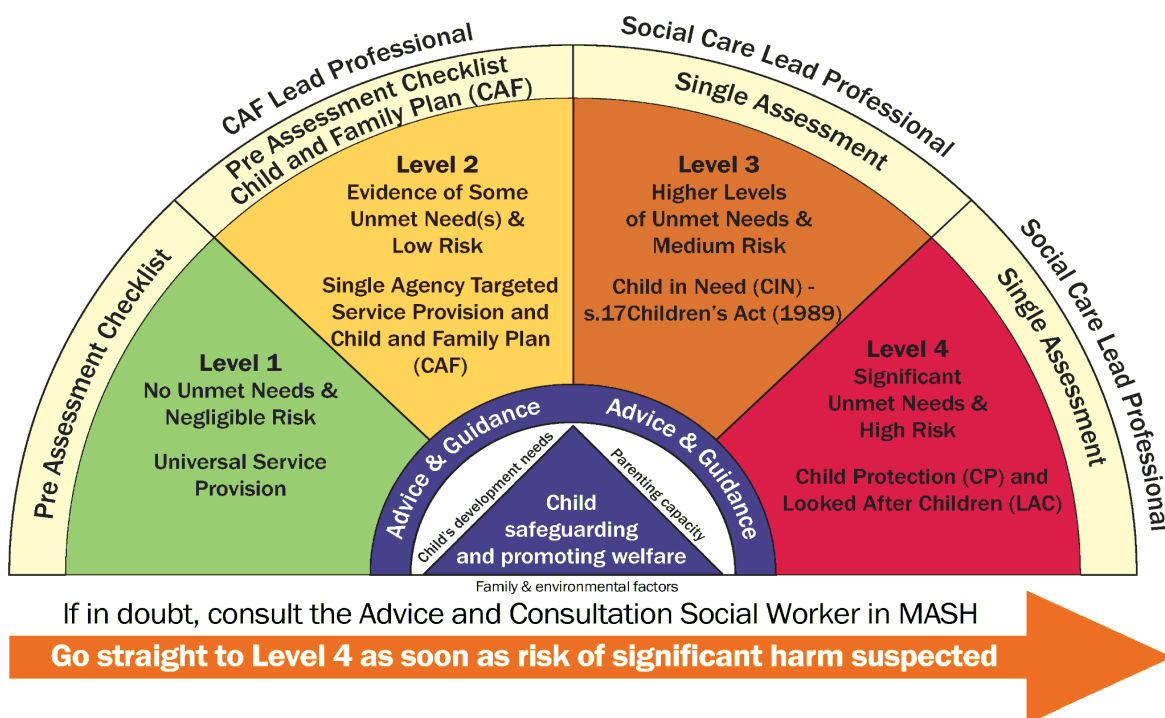 CAF Lead Professional
Social Care Lead Professional
Social Care Lead Professional
Pre Assessment Checklist
Pre Assessment Checklist
Child and Family Plan (CAF)
Single Assessment
Single Assessment
Level 1
No Unmet Needs &
Negligible Risk
Universal Service
Provision
Level 2
Evidence of Some
Unmet Need(s) &
Low Risk
Single Agency Targeted
Service Provision and
Child and Family Plan
(CAF)
Level 3
Higher Levels
of Unmet Needs &
Medium Risk
Child in Need (CIN) -
s.17Children's Act (1989)
Level 4
Significant
Unmet Needs &
High Risk
Child Protection (CP) and
Looked After Children (LAC)
Advice & Guidance
Advice & Guidance
Child's development needs
Parenting capacity
Child
safeguarding
and promoting welfare
Family & environmental factors
If in doubt, consult the Advice and Consultation Social Worker in MASH
Go straight to Level 4 as soon as risk of significant harm suspected